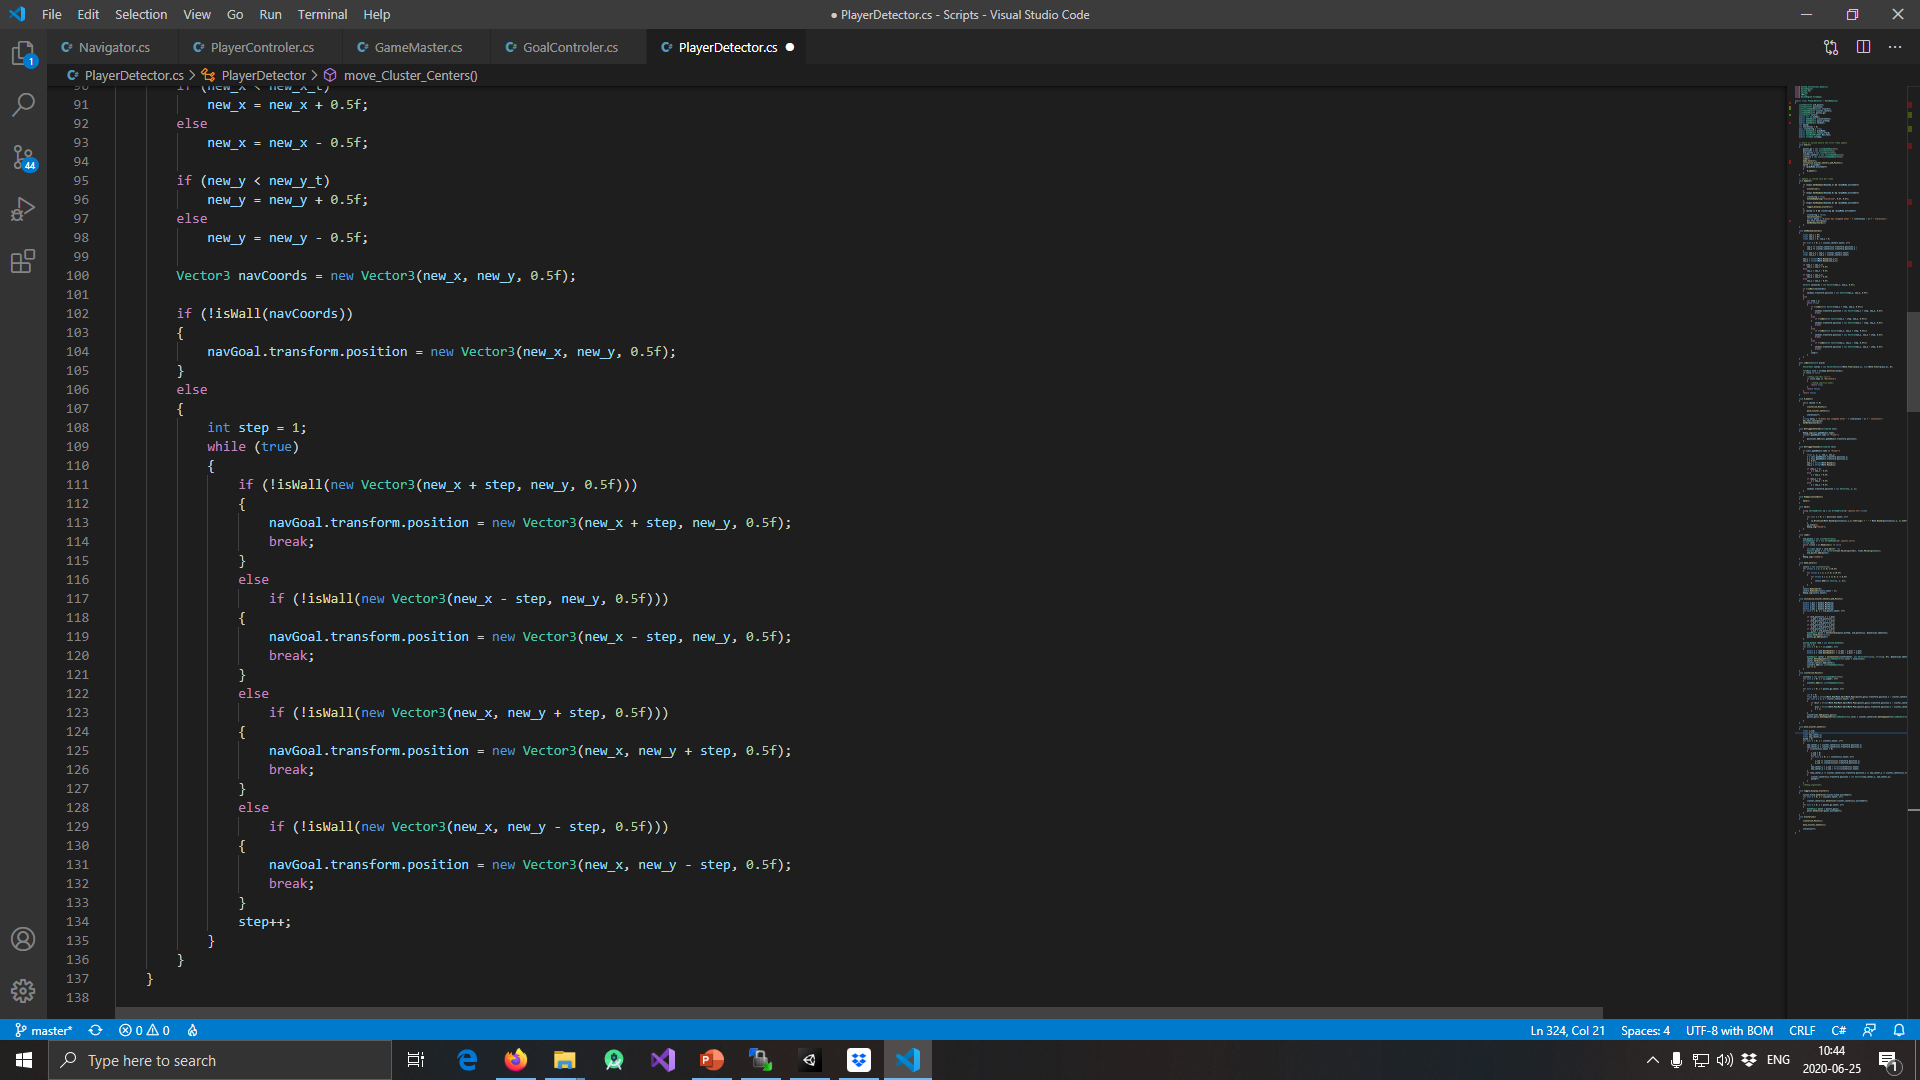 File Edit Selection View Go Run Terminal Help
● PlayerDetector.cs - Scripts - Visual Studio Code
Navigator.cs
PlayerControler.cs
GameMaster.cs
GoalControler.cs
PlayerDetector.cs
PlayerDetector.cs > PlayerDetector > move_Cluster_Centers()
90 if (new_x < new_x_t)
91 new_x = new_x + 0.5f;
92 else
93 new_x = new_x - 0.5f;
94
95 if (new_y < new_y_t)
96 new_y = new_y + 0.5f;
97 else
98 new_y = new_y - 0.5f;
99
100 Vector3 navCoords = new Vector3(new_x, new_y, 0.5f);
101
102 if (!isWall(navCoords))
103 {
104 navGoal.transform.position = new Vector3(new_x, new_y, 0.5f);
105 }
106 else
107 {
108 int step = 1;
109 while (true)
110 {
111 if (!isWall(new Vector3(new_x + step, new_y, 0.5f)))
112 {
113 navGoal.transform.position = new Vector3(new_x + step, new_y, 0.5f);
114 break;
115 }
116 else
117 if (!isWall(new Vector3(new_x - step, new_y, 0.5f)))
118 {
119 navGoal.transform.position = new Vector3(new_x - step, new_y, 0.5f);
120 break;
121 }
122 else
123 if (!isWall(new Vector3(new_x, new_y + step, 0.5f)))
124 {
125 navGoal.transform.position = new Vector3(new_x, new_y + step, 0.5f);
126 break;
127 }
128 else
129 if (!isWall(new Vector3(new_x, new_y - step, 0.5f)))
130 {
131 navGoal.transform.position = new Vector3(new_x, new_y - step, 0.5f);
132 break;
133 }
134 step++;
135 }
136 }
137 }
138
1
44
master* 0 0
Ln 324, Col 21 Spaces: 4 UTF-8 with BOM CRLF C#
Type here to search
ENG
10:44
2020-06-25
1